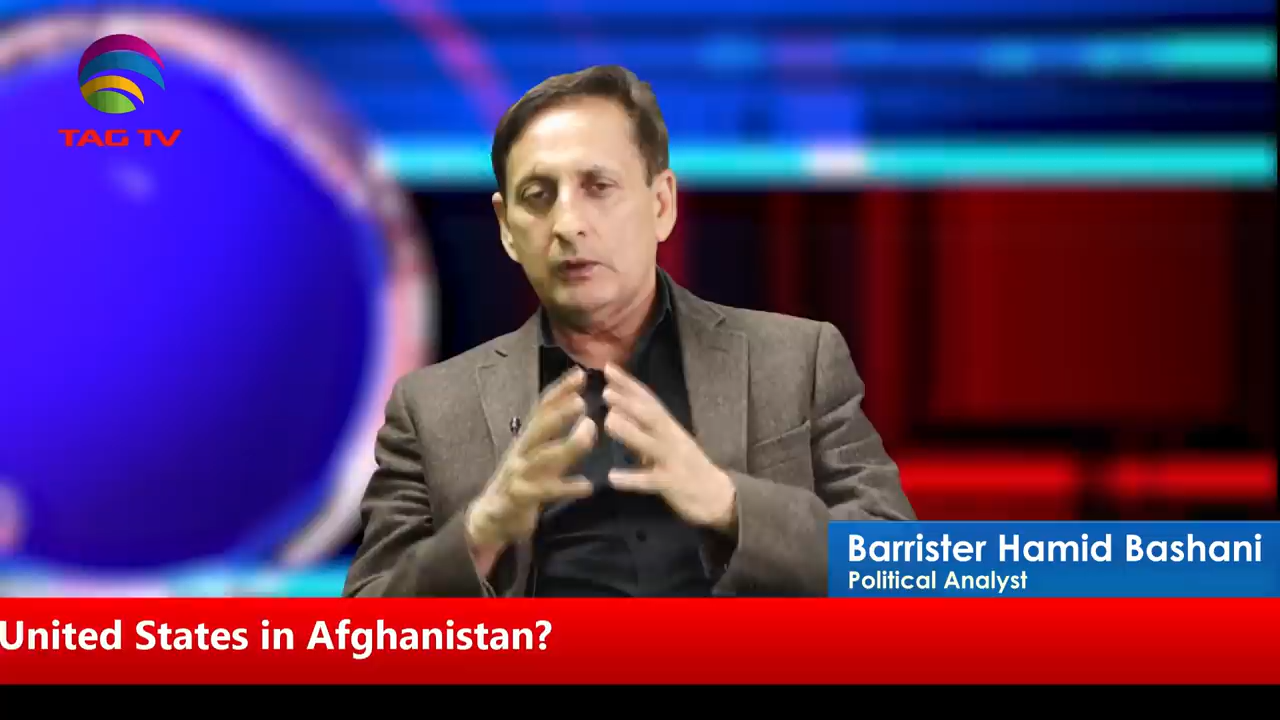 TAG TV
Barrister Hamid Bashani
Political Analyst
United States in Afghanistan?